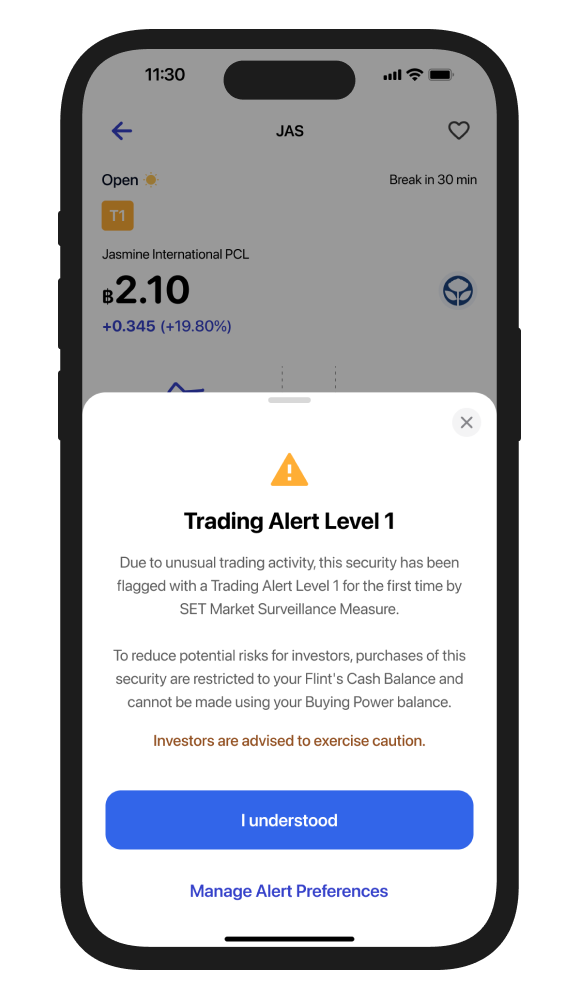 11:30
JAS
Open
Break in 30 min
T1
Jasmine International PCL
฿2.10
+0.345 (+19.80%)
Trading Alert Level 1
Due to unusual trading activity, this security has been
flagged with a Trading Alert Level 1 for the first time by
SET Market Surveillance Measure.
To reduce potential risks for investors, purchases of this
security are restricted to your Flint's Cash Balance and
cannot be made using your Buying Power balance.
Investors are advised to exercise caution.
I understood
Manage Alert Preferences